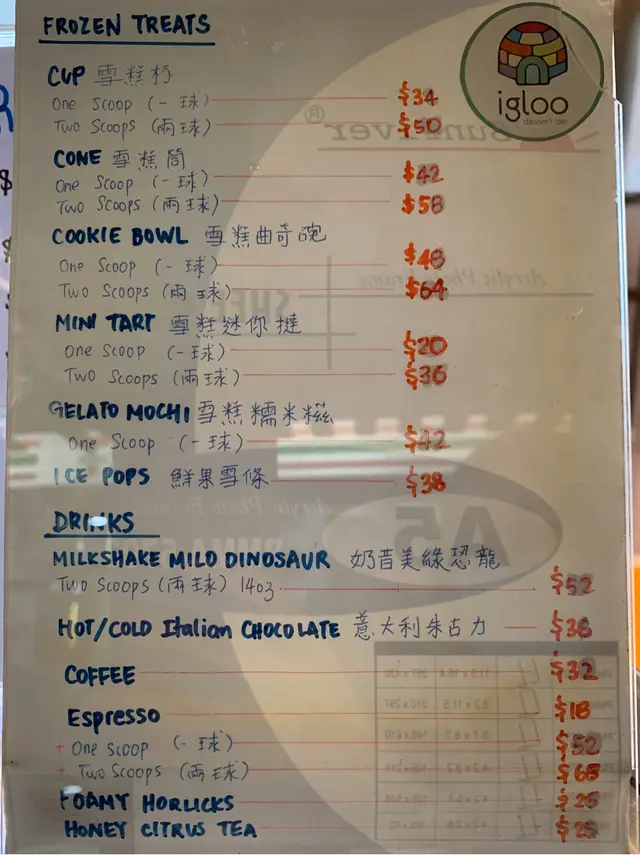 FROZEN TREATS
igloo
dessert bar
CUP 雪糕杯
One Scoop (一球) $34
Two Scoops (兩球) $50
CONE 雪糕筒
One Scoop (一球) $42
Two Scoops (兩球) $58
COOKIE BOWL 雪糕曲奇碗
One Scoop (一球) $48
Two Scoops (兩球) $64
MINI TART 雪糕迷你撻
One Scoop (一球) $20
Two Scoops (兩球) $36
GELATO MOCHI 雪糕糯米糍
One Scoop (一球) $42
ICE POPS 鮮果雪條 $38
DRINKS
MILKSHAKE MILO DINOSAUR 奶昔美綠恐龍
Two Scoops (兩球) 14oz $52
HOT/COLD Italian CHOCOLATE 意大利朱古力 $36
COFFEE $32
Espresso $18
+ One Scoop (一球) $52
+ Two Scoops (兩球) $68
FOAMY HORLICKS
HONEY CITRUS TEA